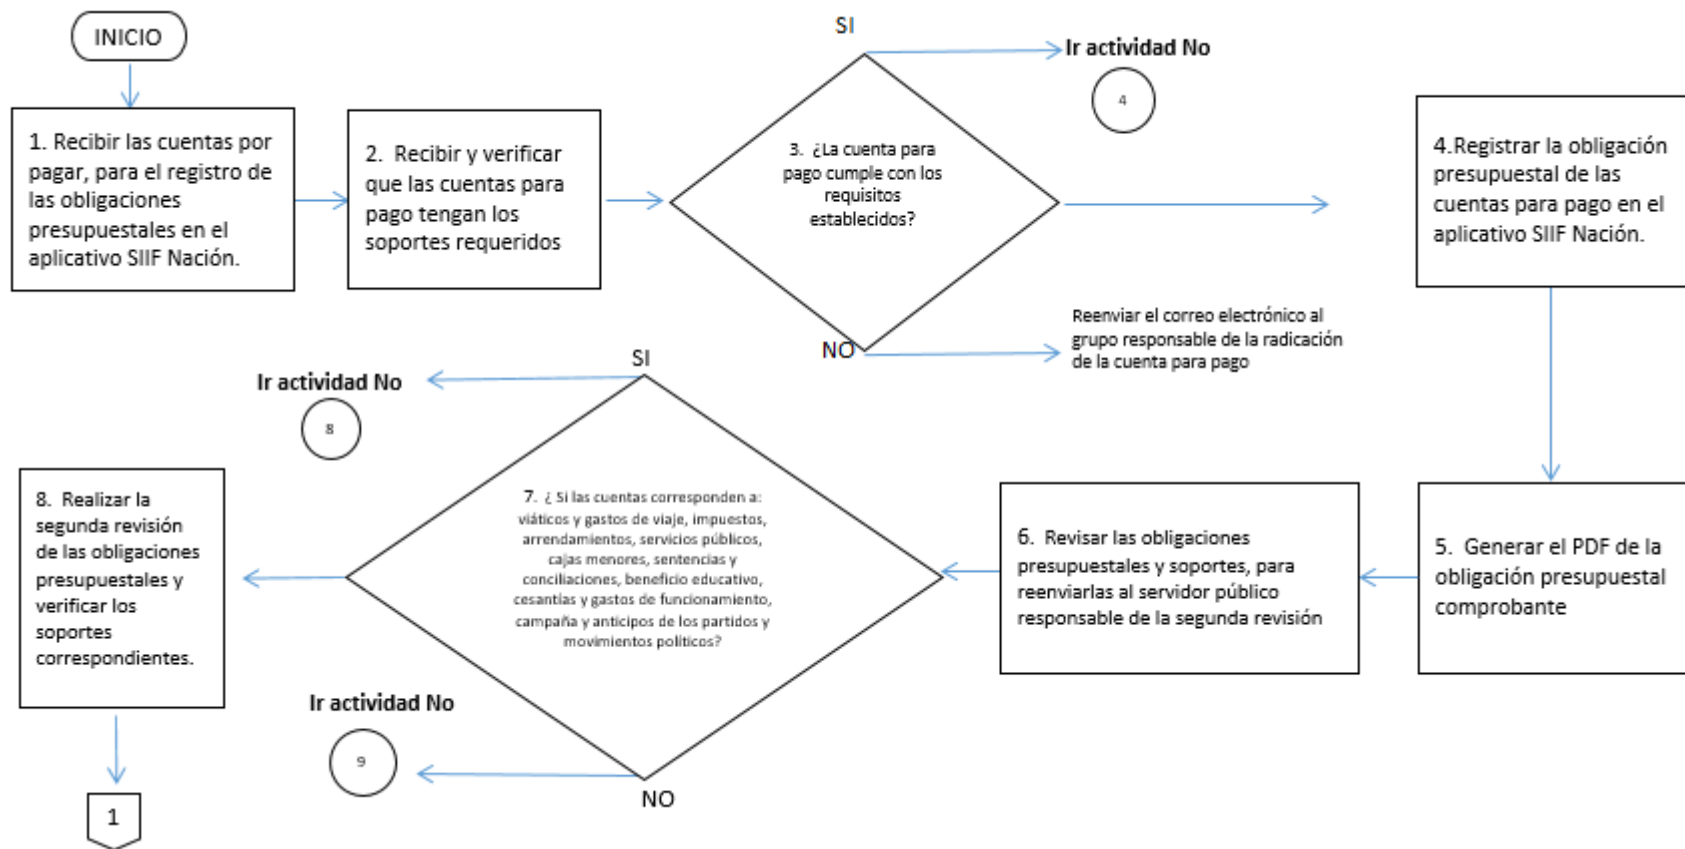 INICIO
1. Recibir las cuentas por
pagar, para el registro de
las obligaciones
presupuestales en el
aplicativo SIIF Nación.
2. Recibir y verificar
que las cuentas para
pago tengan los
soportes requeridos
SI
3. ¿La cuenta para
pago cumple con los
requisitos
establecidos?
NO
Ir actividad No
4
Reenviar el correo electrónico al
grupo responsable de la radicación
de la cuenta para pago
4.Registrar la obligación
presupuestal de las
cuentas para pago en el
aplicativo SIIF Nación.
5. Generar el PDF de la
obligación presupuestal
comprobante
6. Revisar las obligaciones
presupuestales y soportes, para
reenviarlas al servidor público
responsable de la segunda revisión
SI
7. ¿ Si las cuentas corresponden a:
viáticos y gastos de viaje, impuestos,
arrendamientos, servicios públicos,
cajas menores, sentencias y
conciliaciones, beneficio educativo,
cesantías y gastos de funcionamiento,
campaña y anticipos de los partidos y
movimientos políticos?
NO
Ir actividad No
8
Ir actividad No
9
8. Realizar la
segunda revisión
de las obligaciones
presupuestales y
verificar los
soportes
correspondientes.
1